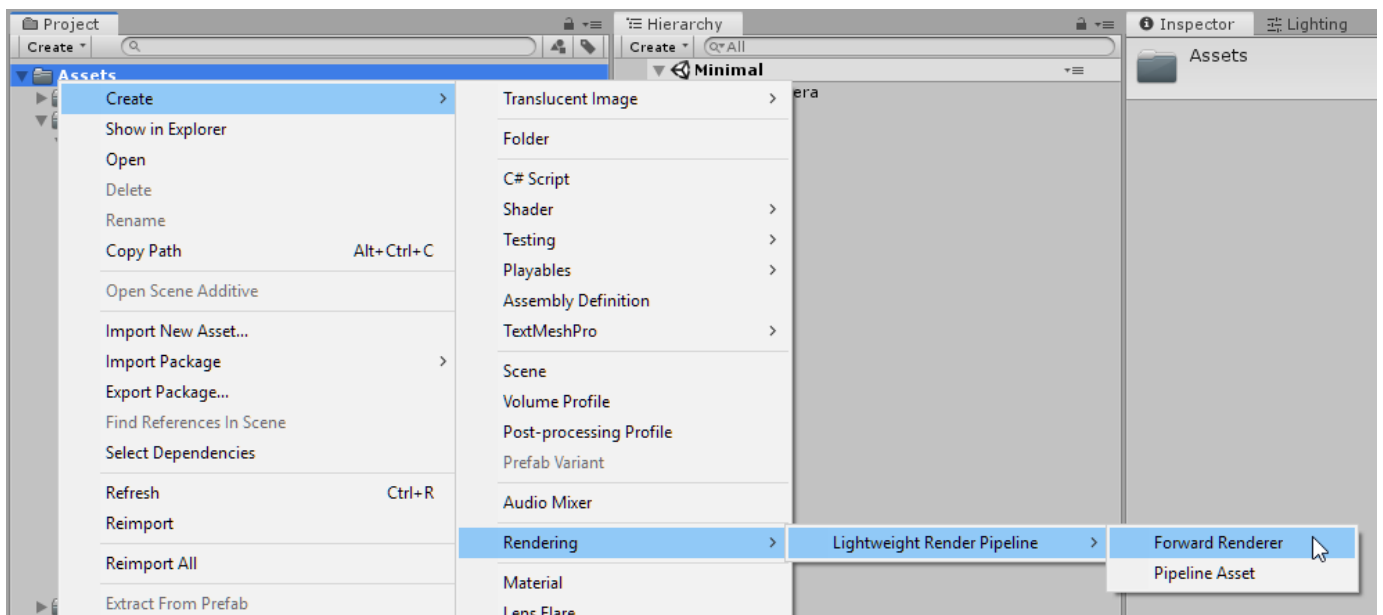 Project
Create
Assets
Hierarchy
Create
All
Minimal
era
Inspector
Lighting
Assets
Create
Show in Explorer
Open
Delete
Rename
Copy Path Alt+Ctrl+C
Open Scene Additive
Import New Asset...
Import Package
Export Package...
Find References In Scene
Select Dependencies
Refresh Ctrl+R
Reimport
Reimport All
Extract From Prefab
Translucent Image
Folder
C# Script
Shader
Testing
Playables
Assembly Definition
TextMeshPro
Scene
Volume Profile
Post-processing Profile
Prefab Variant
Audio Mixer
Rendering
Material
Lens Flare
Lightweight Render Pipeline
Forward Renderer
Pipeline Asset